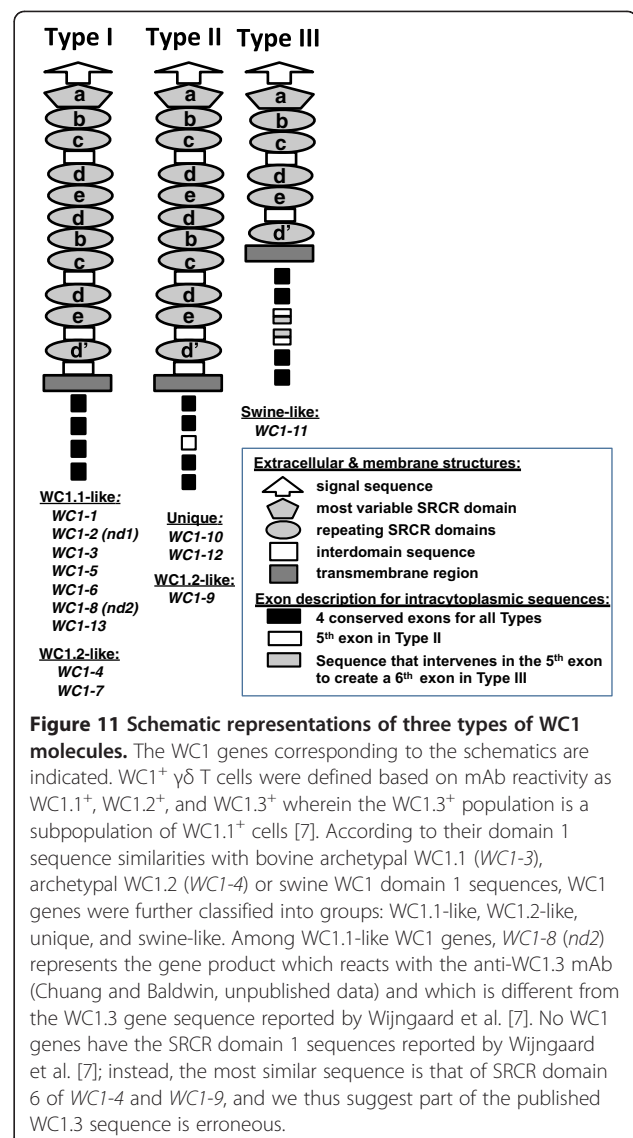 Type I Type II Type III
a a a
b b b
c c c
d d d
e e e
d d d'
b b
c c
d d
e e
d' d'
Swine-like:
WC1-11
WC1.1-like:
WC1-1
WC1-2 (nd1)
WC1-3
WC1-5
WC1-6
WC1-8 (nd2)
WC1-13
WC1.2-like:
WC1-4
WC1-7
Unique:
WC1-10
WC1-12
WC1.2-like:
WC1-9
Extracellular & membrane structures:
signal sequence
most variable SRCR domain
repeating SRCR domains
interdomain sequence
transmembrane region
Exon description for intracytoplasmic sequences:
4 conserved exons for all Types
5th exon in Type II
Sequence that intervenes in the 5th exon
to create a 6th exon in Type III
Figure 11 Schematic representations of three types of WC1
molecules. The WC1 genes corresponding to the schematics are
indicated. WC1+ γδ T cells were defined based on mAb reactivity as
WC1.1+, WC1.2+, and WC1.3+ wherein the WC1.3+ population is a
subpopulation of WC1.1+ cells [7]. According to their domain 1
sequence similarities with bovine archetypal WC1.1 (WC1-3),
archetypal WC1.2 (WC1-4) or swine WC1 domain 1 sequences, WC1
genes were further classified into groups: WC1.1-like, WC1.2-like,
unique, and swine-like. Among WC1.1-like WC1 genes, WC1-8 (nd2)
represents the gene product which reacts with the anti-WC1.3 mAb
(Chuang and Baldwin, unpublished data) and which is different from
the WC1.3 gene sequence reported by Wijngaard et al. [7]. No WC1
genes have the SRCR domain 1 sequences reported by Wijngaard
et al. [7]; instead, the most similar sequence is that of SRCR domain
6 of WC1-4 and WC1-9, and we thus suggest part of the published
WC1.3 sequence is erroneous.